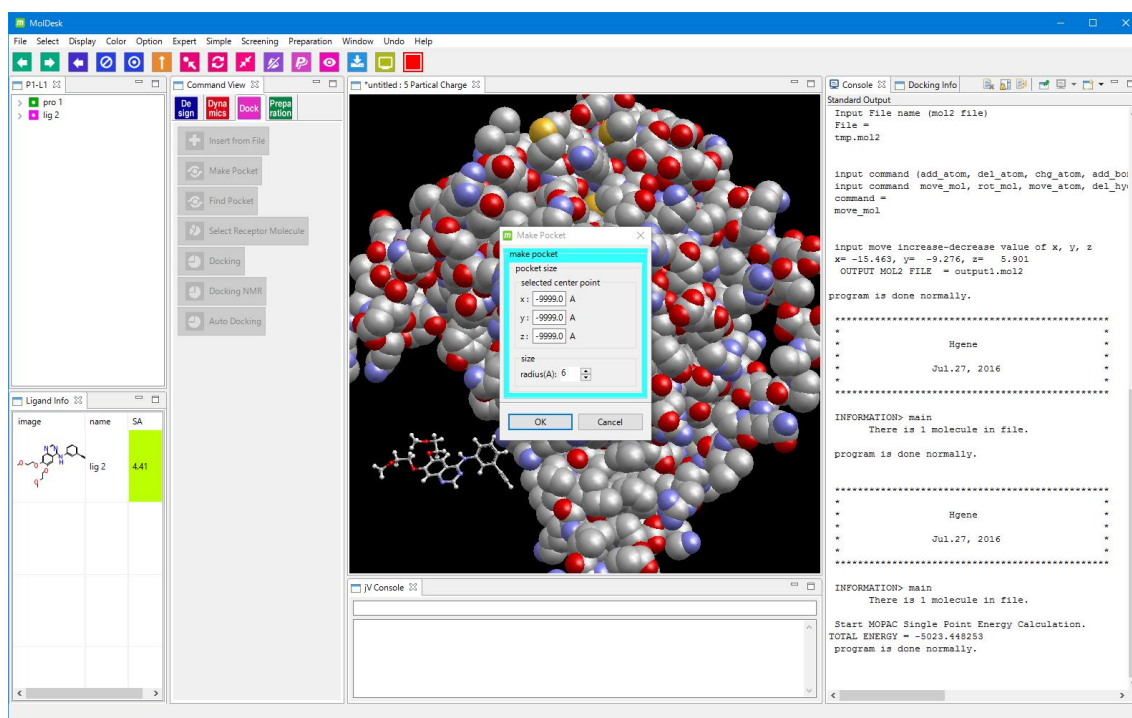 MolDesk
File Select Display Color Option Expert Simple Screening Preparation Window Undo Help
P1-L1
pro 1
lig 2
Command View
De sign
Dyna mics
Dock
Prepa ration
Insert from File
Make Pocket
Find Pocket
Select Receptor Molecule
Docking
Docking NMR
Auto Docking
Ligand Info
image name SA
lig 2 4.41
*untitled : 5 Partical Charge
Make Pocket
make pocket
pocket size
selected center point
x : -9999.0 A
y : -9999.0 A
z : -9999.0 A
size
radius(A): 6
OK Cancel
jV Console
Console Docking Info
Standard Output
Input File name (mol2 file)
File =
tmp.mol2
input command (add_atom, del_atom, chg_atom, add_bo
input command move_mol, rot_mol, move_atom, del_hy
command =
move_mol
input move increase-decrease value of x, y, z
x= -15.463, y= -9.276, z= 5.901
OUTPUT MOL2 FILE = output1.mol2
program is done normally.
****************************************************
* *
* Hgene *
* *
* Jul.27, 2016 *
* *
****************************************************
INFORMATION> main
There is 1 molecule in file.
program is done normally.
****************************************************
* *
* Hgene *
* *
* Jul.27, 2016 *
* *
****************************************************
INFORMATION> main
There is 1 molecule in file.
Start MOPAC Single Point Energy Calculation.
TOTAL ENERGY = -5023.448253
program is done normally.